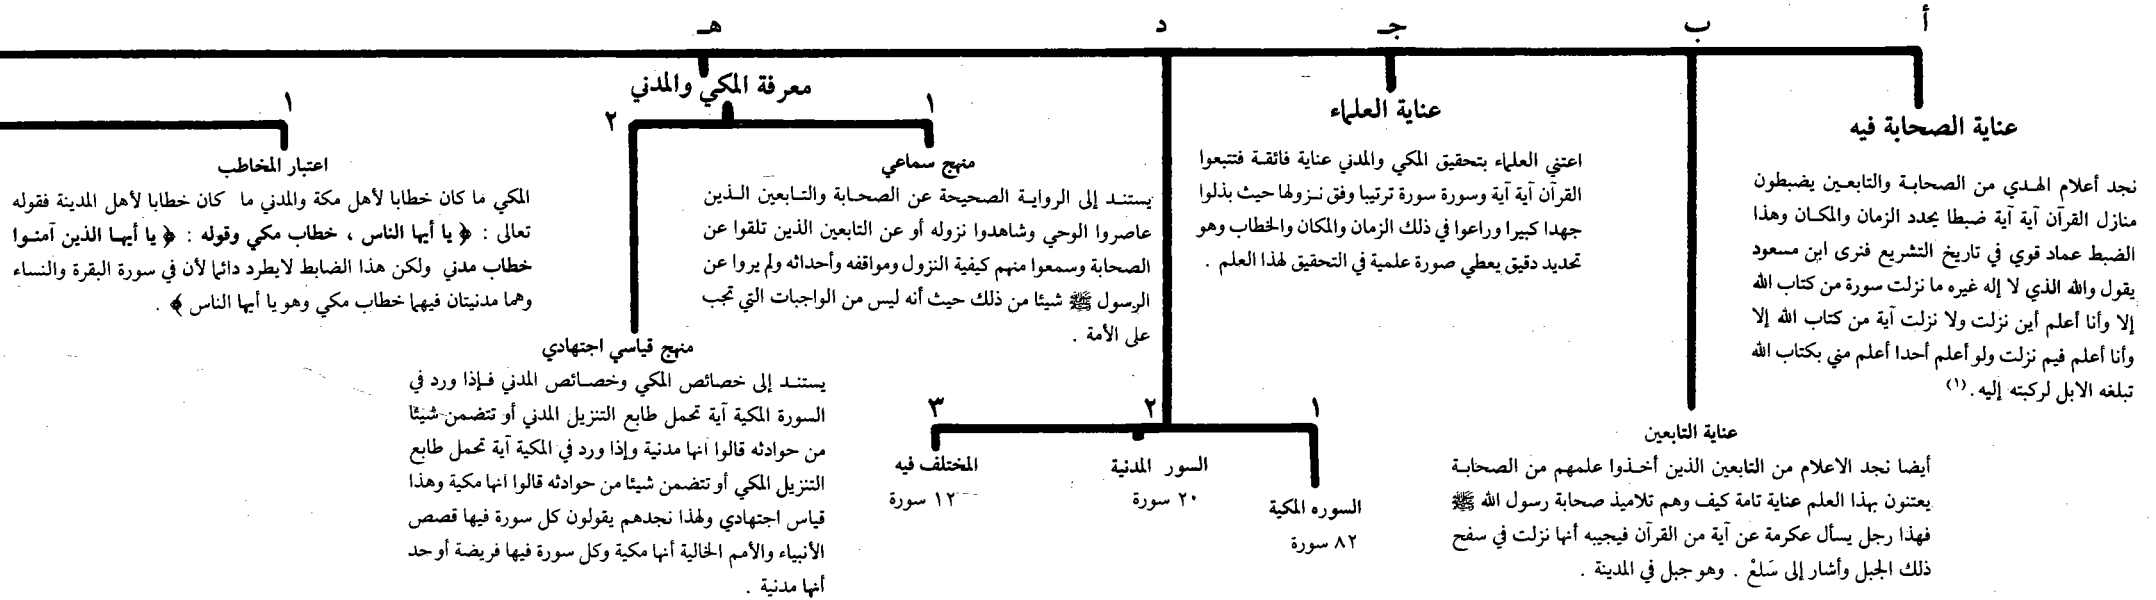 أ
عناية الصحابة فيه
نجد أعلام الهدي من الصحابة والتابعين يضبطون
منازل القرآن آية آية ضبطا يحدد الزمان والمكان وهذا
الضبط عماد قوي في تاريخ التشريع فنرى ابن مسعود
يقول والله الذي لا إله غيره ما نزلت سورة من كتاب الله
إلا وأنا أعلم أين نزلت ولا نزلت آية من كتاب الله إلا
وأنا أعلم فيم نزلت ولو أعلم أحدا أعلم مني بكتاب الله
تبلغه الابل لركبته إليه. (١)
ب
عناية التابعين
أيضا نجد الاعلام من التابعين الذين أخذوا علمهم من الصحابة
يعتنون بهذا العلم عناية تامة كيف وهم تلاميذ صحابة رسول الله ﷺ
فهذا رجل يسأل عكرمة عن آية من القرآن فيجيبه أنها نزلت في سفح
ذلك الجبل وأشار إلى سَلعْ . وهو جبل في المدينة .
جـ
عناية العلماء
اعتني العلماء بتحقيق المكي والمدني عناية فائقة فتتبعوا
القرآن آية آية وسورة سورة ترتيبا وفق نزولها حيث بذلوا
جهدا كبيرا وراعوا في ذلك الزمان والمكان والخطاب وهو
تحديد دقيق يعطي صورة علمية في التحقيق لهذا العلم .
د
١
السوره المكية
٨٢ سورة
٢
السور المدنية
٢٠ سورة
٣
المختلف فيه
١٢ سورة
هـ
معرفة المكي والمدني
١
منهج سماعي
يستند إلى الرواية الصحيحة عن الصحابة والتابعين الذين
عاصروا الوحي وشاهدوا نزوله أو عن التابعين الذين تلقوا عن
الصحابة وسمعوا منهم كيفية النزول ومواقفه وأحداثه ولم يروا عن
الرسول ﷺ شيئا من ذلك حيث أنه ليس من الواجبات التي تجب
على الأمة .
٢
منهج قياسي اجتهادي
يستند إلى خصائص المكي وخصائص المدني فإذا ورد في
السورة المكية آية تحمل طابع التنزيل المدني أو تتضمن شيئا
من حوادثه قالوا انها مدنية وإذا ورد في المكية آية تحمل طابع
التنزيل المكي أو تتضمن شيئا من حوادثه قالوا انها مكية وهذا
قياس اجتهادي ولهذا نجدهم يقولون كل سورة فيها قصص
الأنبياء والأمم الخالية أنها مكية وكل سورة فيها فريضة أو حد
أنها مدنية .
١
اعتبار المخاطب
المكي ما كان خطابا لأهل مكة والمدني ما كان خطابا لأهل المدينة فقوله
تعالى : ﴿ يا أيها الناس ، خطاب مكي وقوله : ﴿ يا أيها الذين آمنوا
خطاب مدني ولكن هذا الضابط لايطرد دائما لأن في سورة البقرة والنساء
وهما مدنيتان فيهما خطاب مكي وهو يا أيها الناس ﴾ .